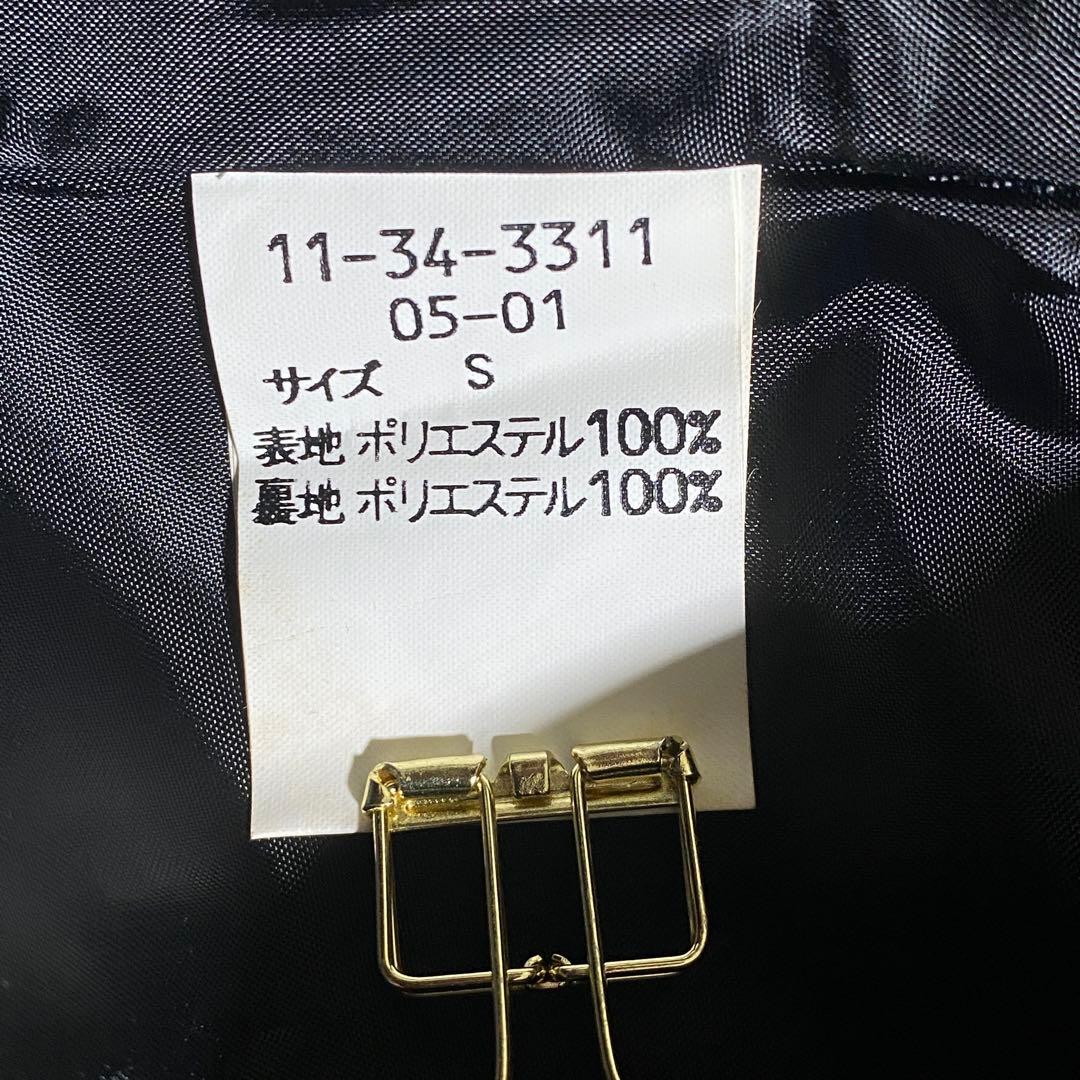 11-34-3311
05-01
サイズ S
表地 ポリエステル100%
裏地 ポリエステル100%